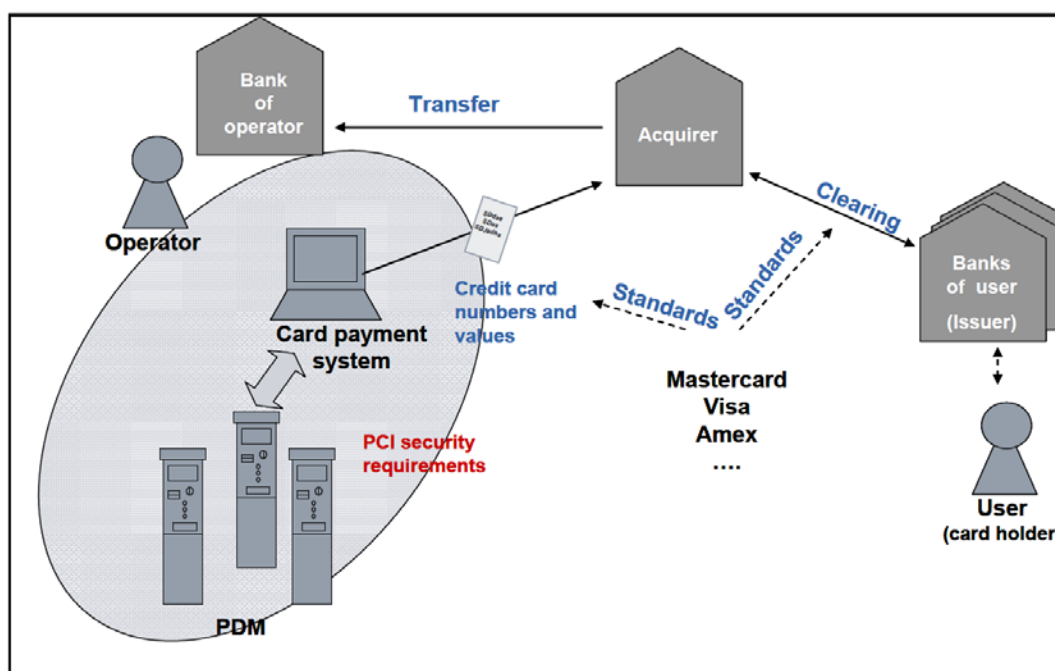 Bank
of
operator
Transfer
Acquirer
Operator
Clearing
Standards
Standards
Banks
of user
(Issuer)
Credit card
numbers and
values
Card payment
system
Mastercard
Visa
Amex
....
PCI security
requirements
User
(card holder
PDM